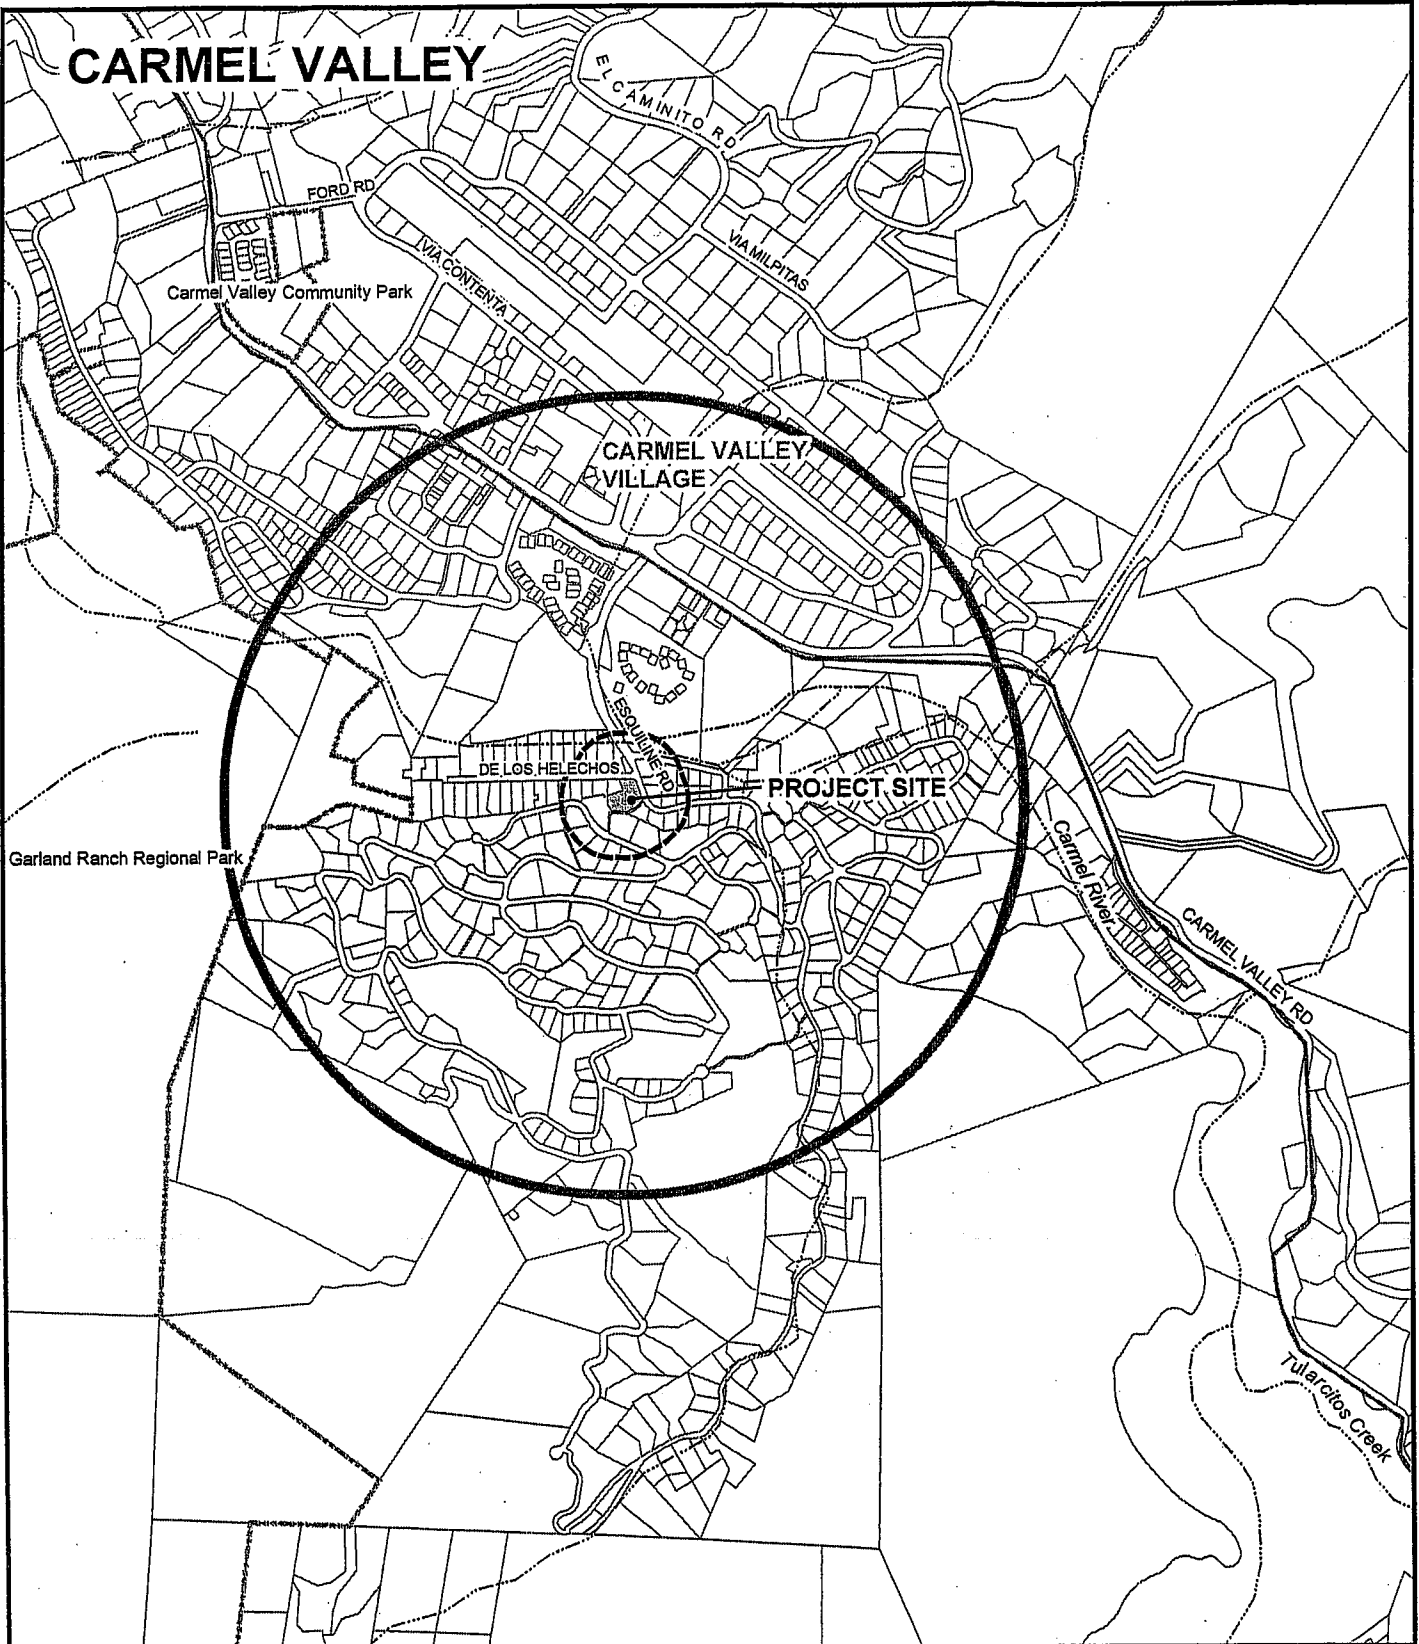 CARMEL VALLEY
EL CAMINITO RD
FORD RD
VIA MILPITAS
VIA CONTENTA
Carmel Valley Community Park
CARMEL VALLEY
VILLAGE
ESQUILINE RD
DE LOS HELECHOS
PROJECT SITE
Garland Ranch Regional Park
Carmel River
CARMEL VALLEY RD
Tularcitos Creek